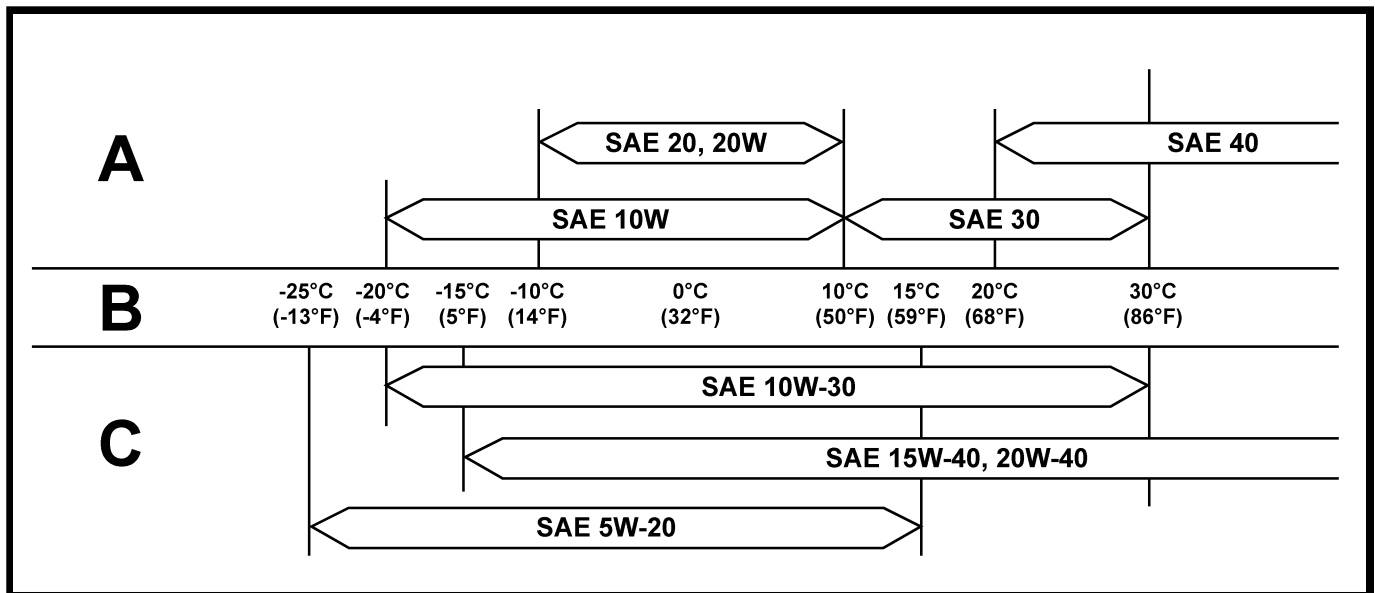 A
SAE 20, 20W
SAE 40
SAE 10W
SAE 30
B
-25°C -20°C -15°C -10°C 0°C 10°C 15°C 20°C 30°C
(-13°F) (-4°F) (5°F) (14°F) (32°F) (50°F) (59°F) (68°F) (86°F)
C
SAE 10W-30
SAE 15W-40, 20W-40
SAE 5W-20